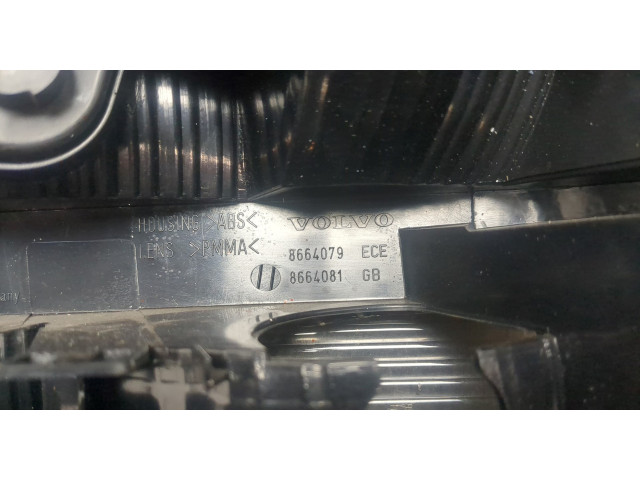 HOUSING >ABS< VOLVO
LENS >PMMA< 8664079 ECE
8664081 GB